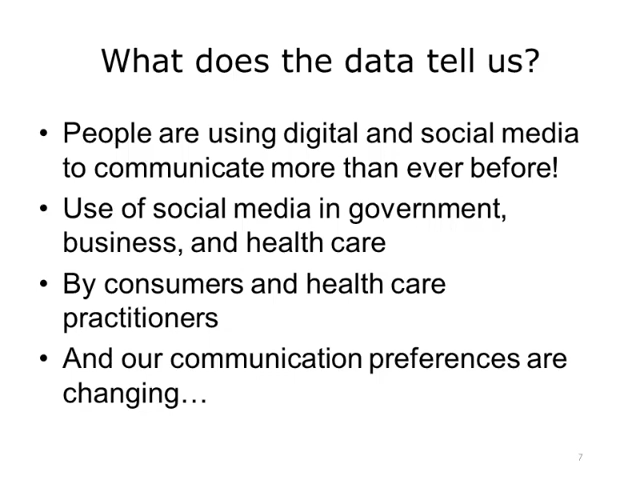 What does the data tell us?
• People are using digital and social media
to communicate more than ever before!
• Use of social media in government,
business, and health care
• By consumers and health care
practitioners
• And our communication preferences are
changing…
7